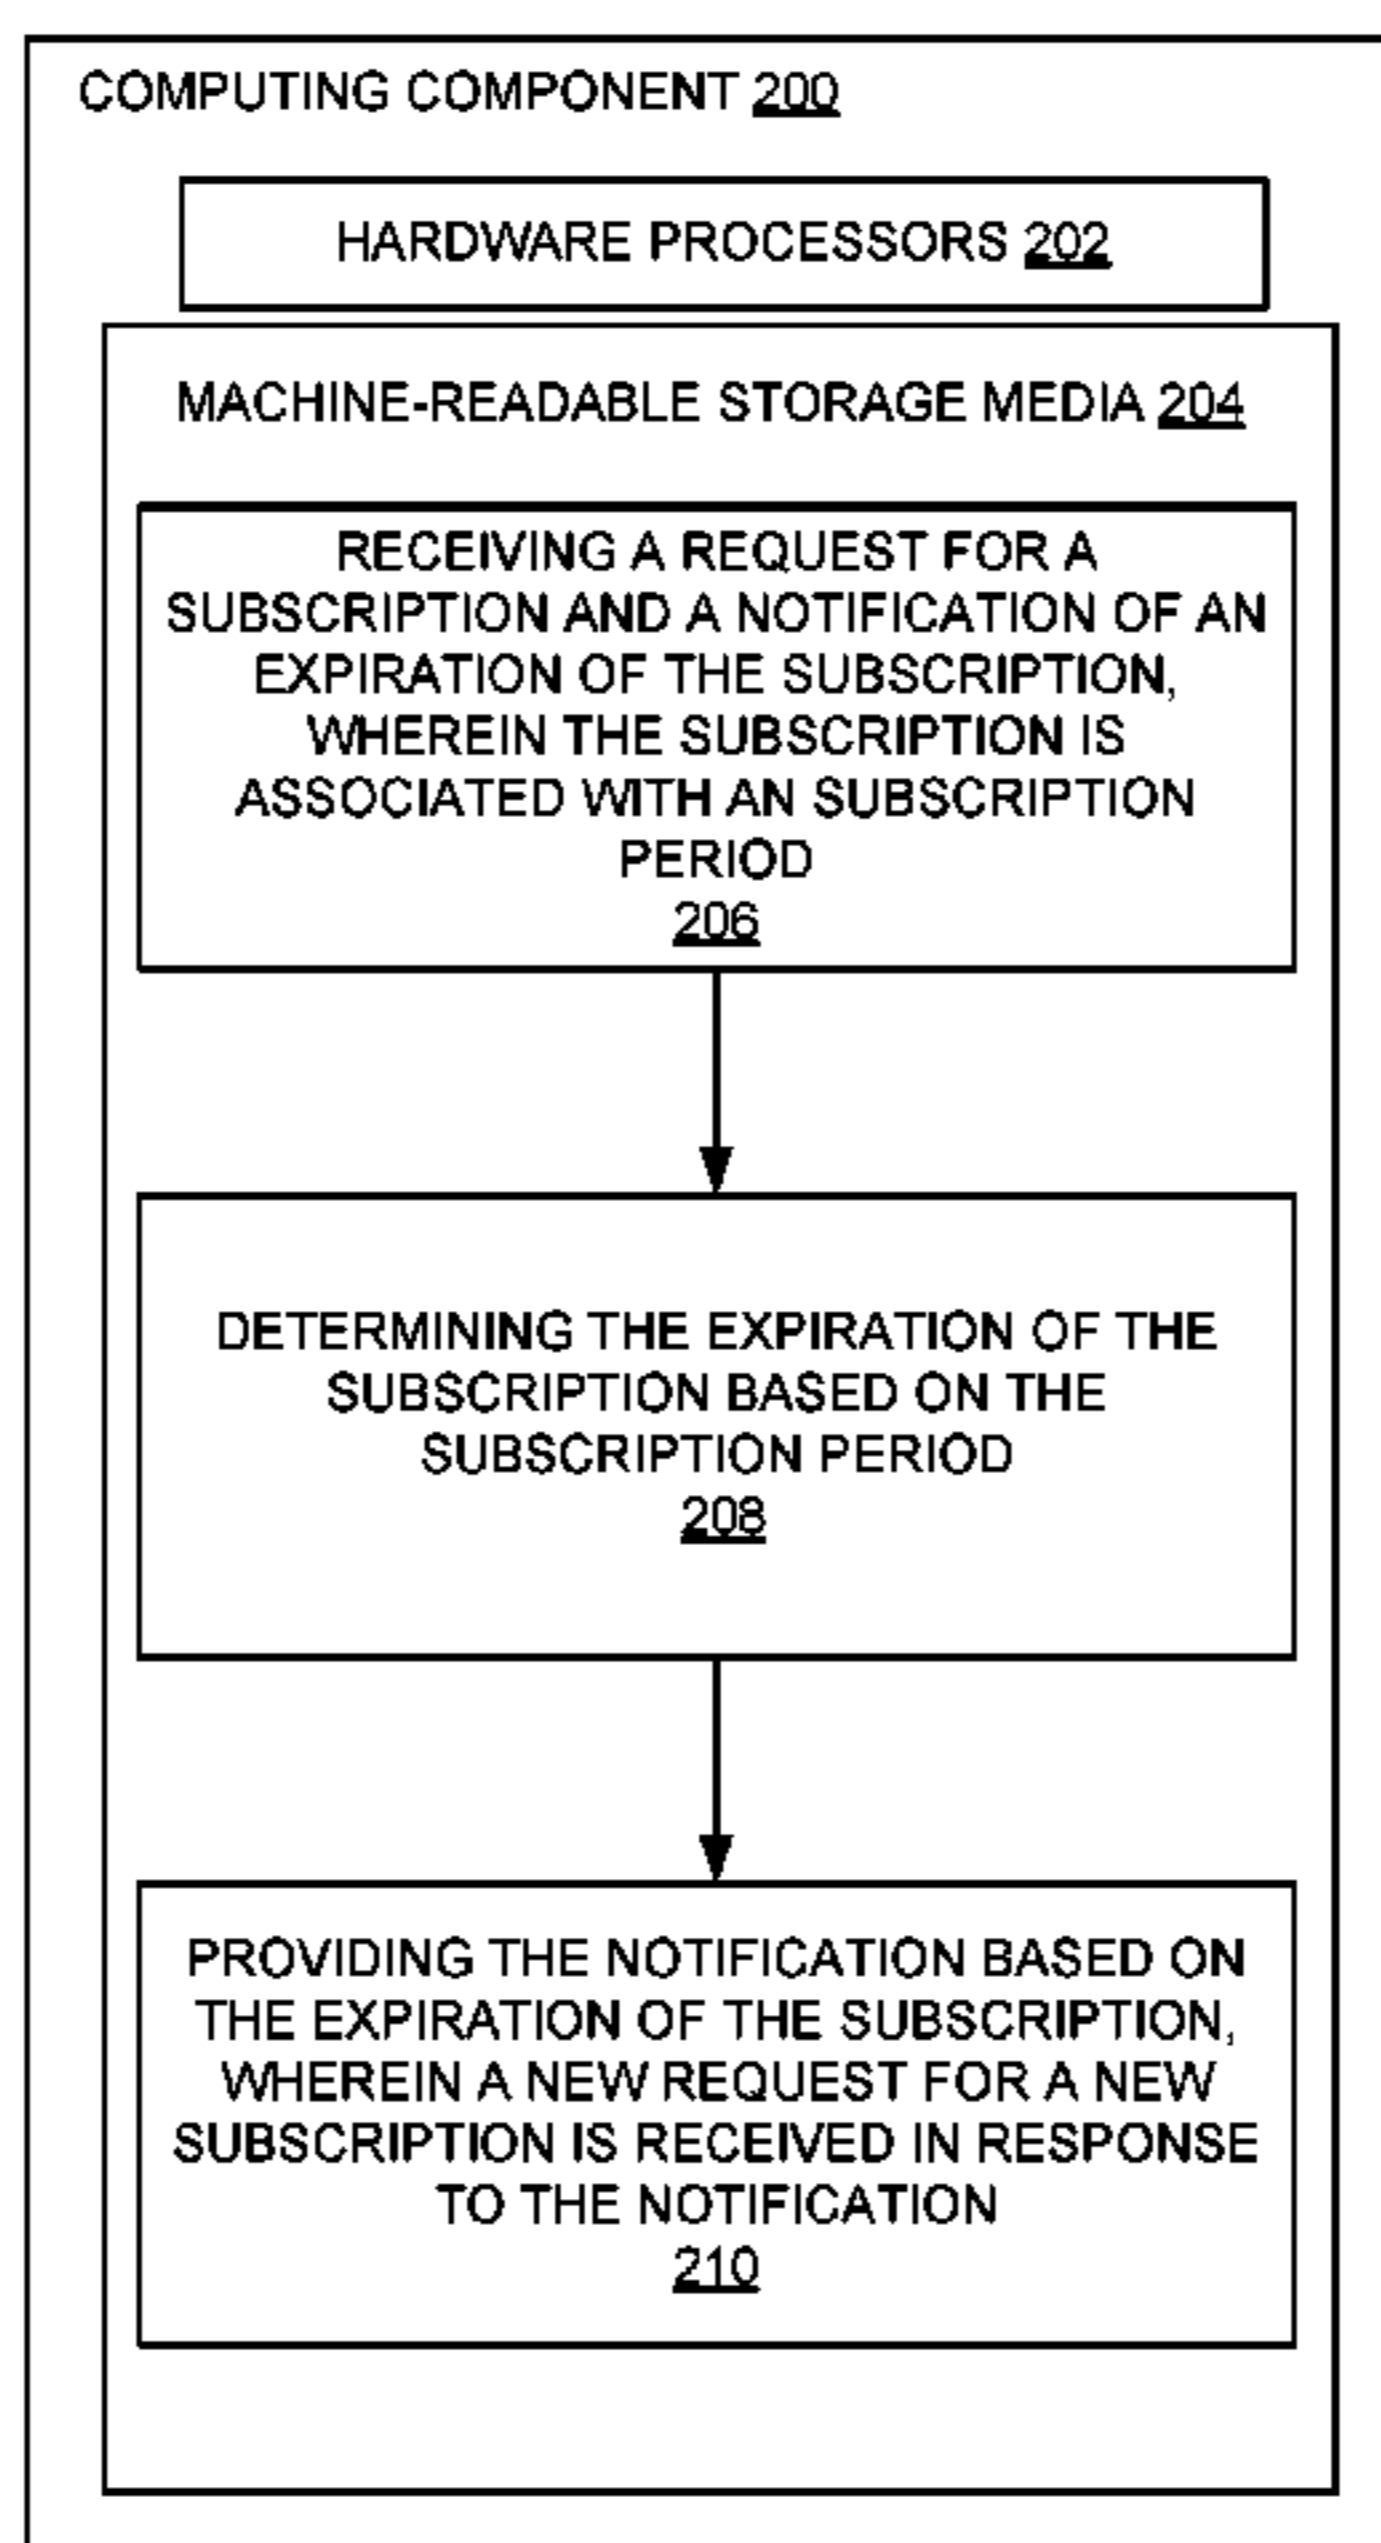 COMPUTING COMPONENT 200
HARDWARE PROCESSORS 202
MACHINE-READABLE STORAGE MEDIA 204
RECEIVING A REQUEST FOR A
SUBSCRIPTION AND A NOTIFICATION OF AN
EXPIRATION OF THE SUBSCRIPTION,
WHEREIN THE SUBSCRIPTION IS
ASSOCIATED WITH AN SUBSCRIPTION
PERIOD
206
DETERMINING THE EXPIRATION OF THE
SUBSCRIPTION BASED ON THE
SUBSCRIPTION PERIOD
208
PROVIDING THE NOTIFICATION BASED ON
THE EXPIRATION OF THE SUBSCRIPTION,
WHEREIN A NEW REQUEST FOR A NEW
SUBSCRIPTION IS RECEIVED IN RESPONSE
TO THE NOTIFICATION
210